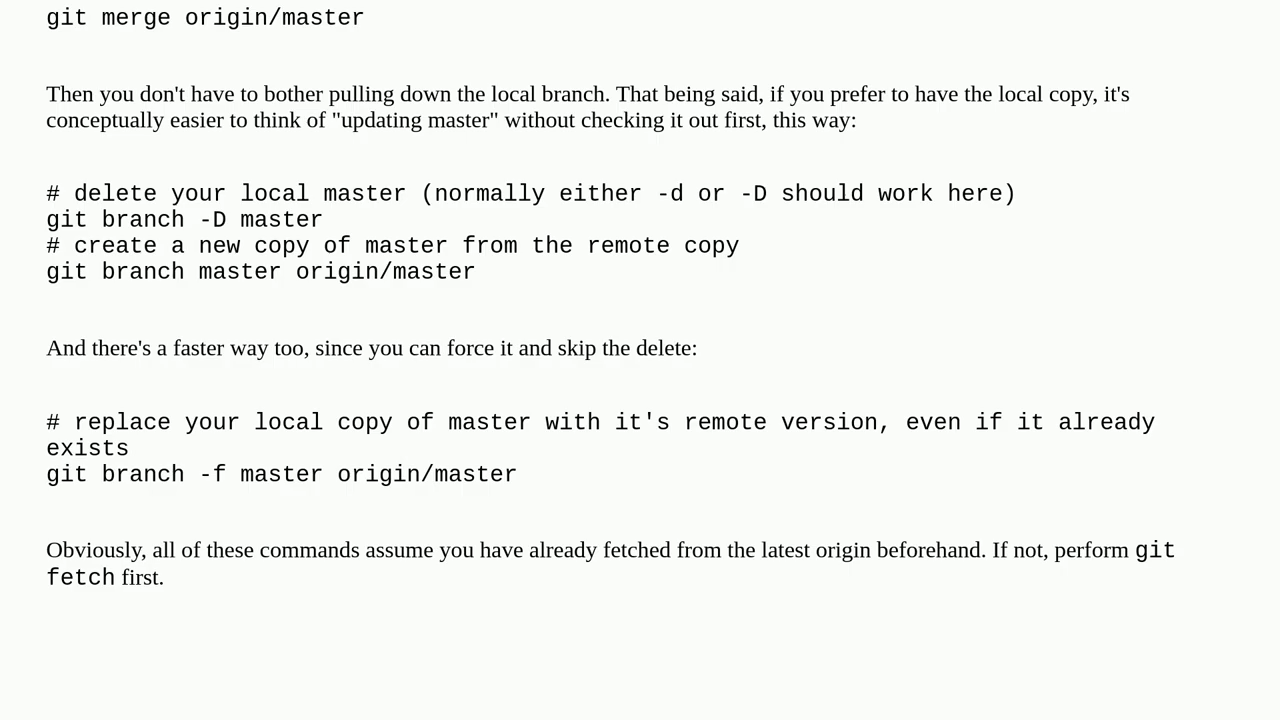 git merge origin/master
Then you don't have to bother pulling down the local branch. That being said, if you prefer to have the local copy, it's
conceptually easier to think of "updating master" without checking it out first, this way:
# delete your local master (normally either -d or -D should work here)
git branch -D master
# create a new copy of master from the remote copy
git branch master origin/master
And there's a faster way too, since you can force it and skip the delete:
# replace your local copy of master with it's remote version, even if it already
exists
git branch -f master origin/master
Obviously, all of these commands assume you have already fetched from the latest origin beforehand. If not, perform git
fetch first.